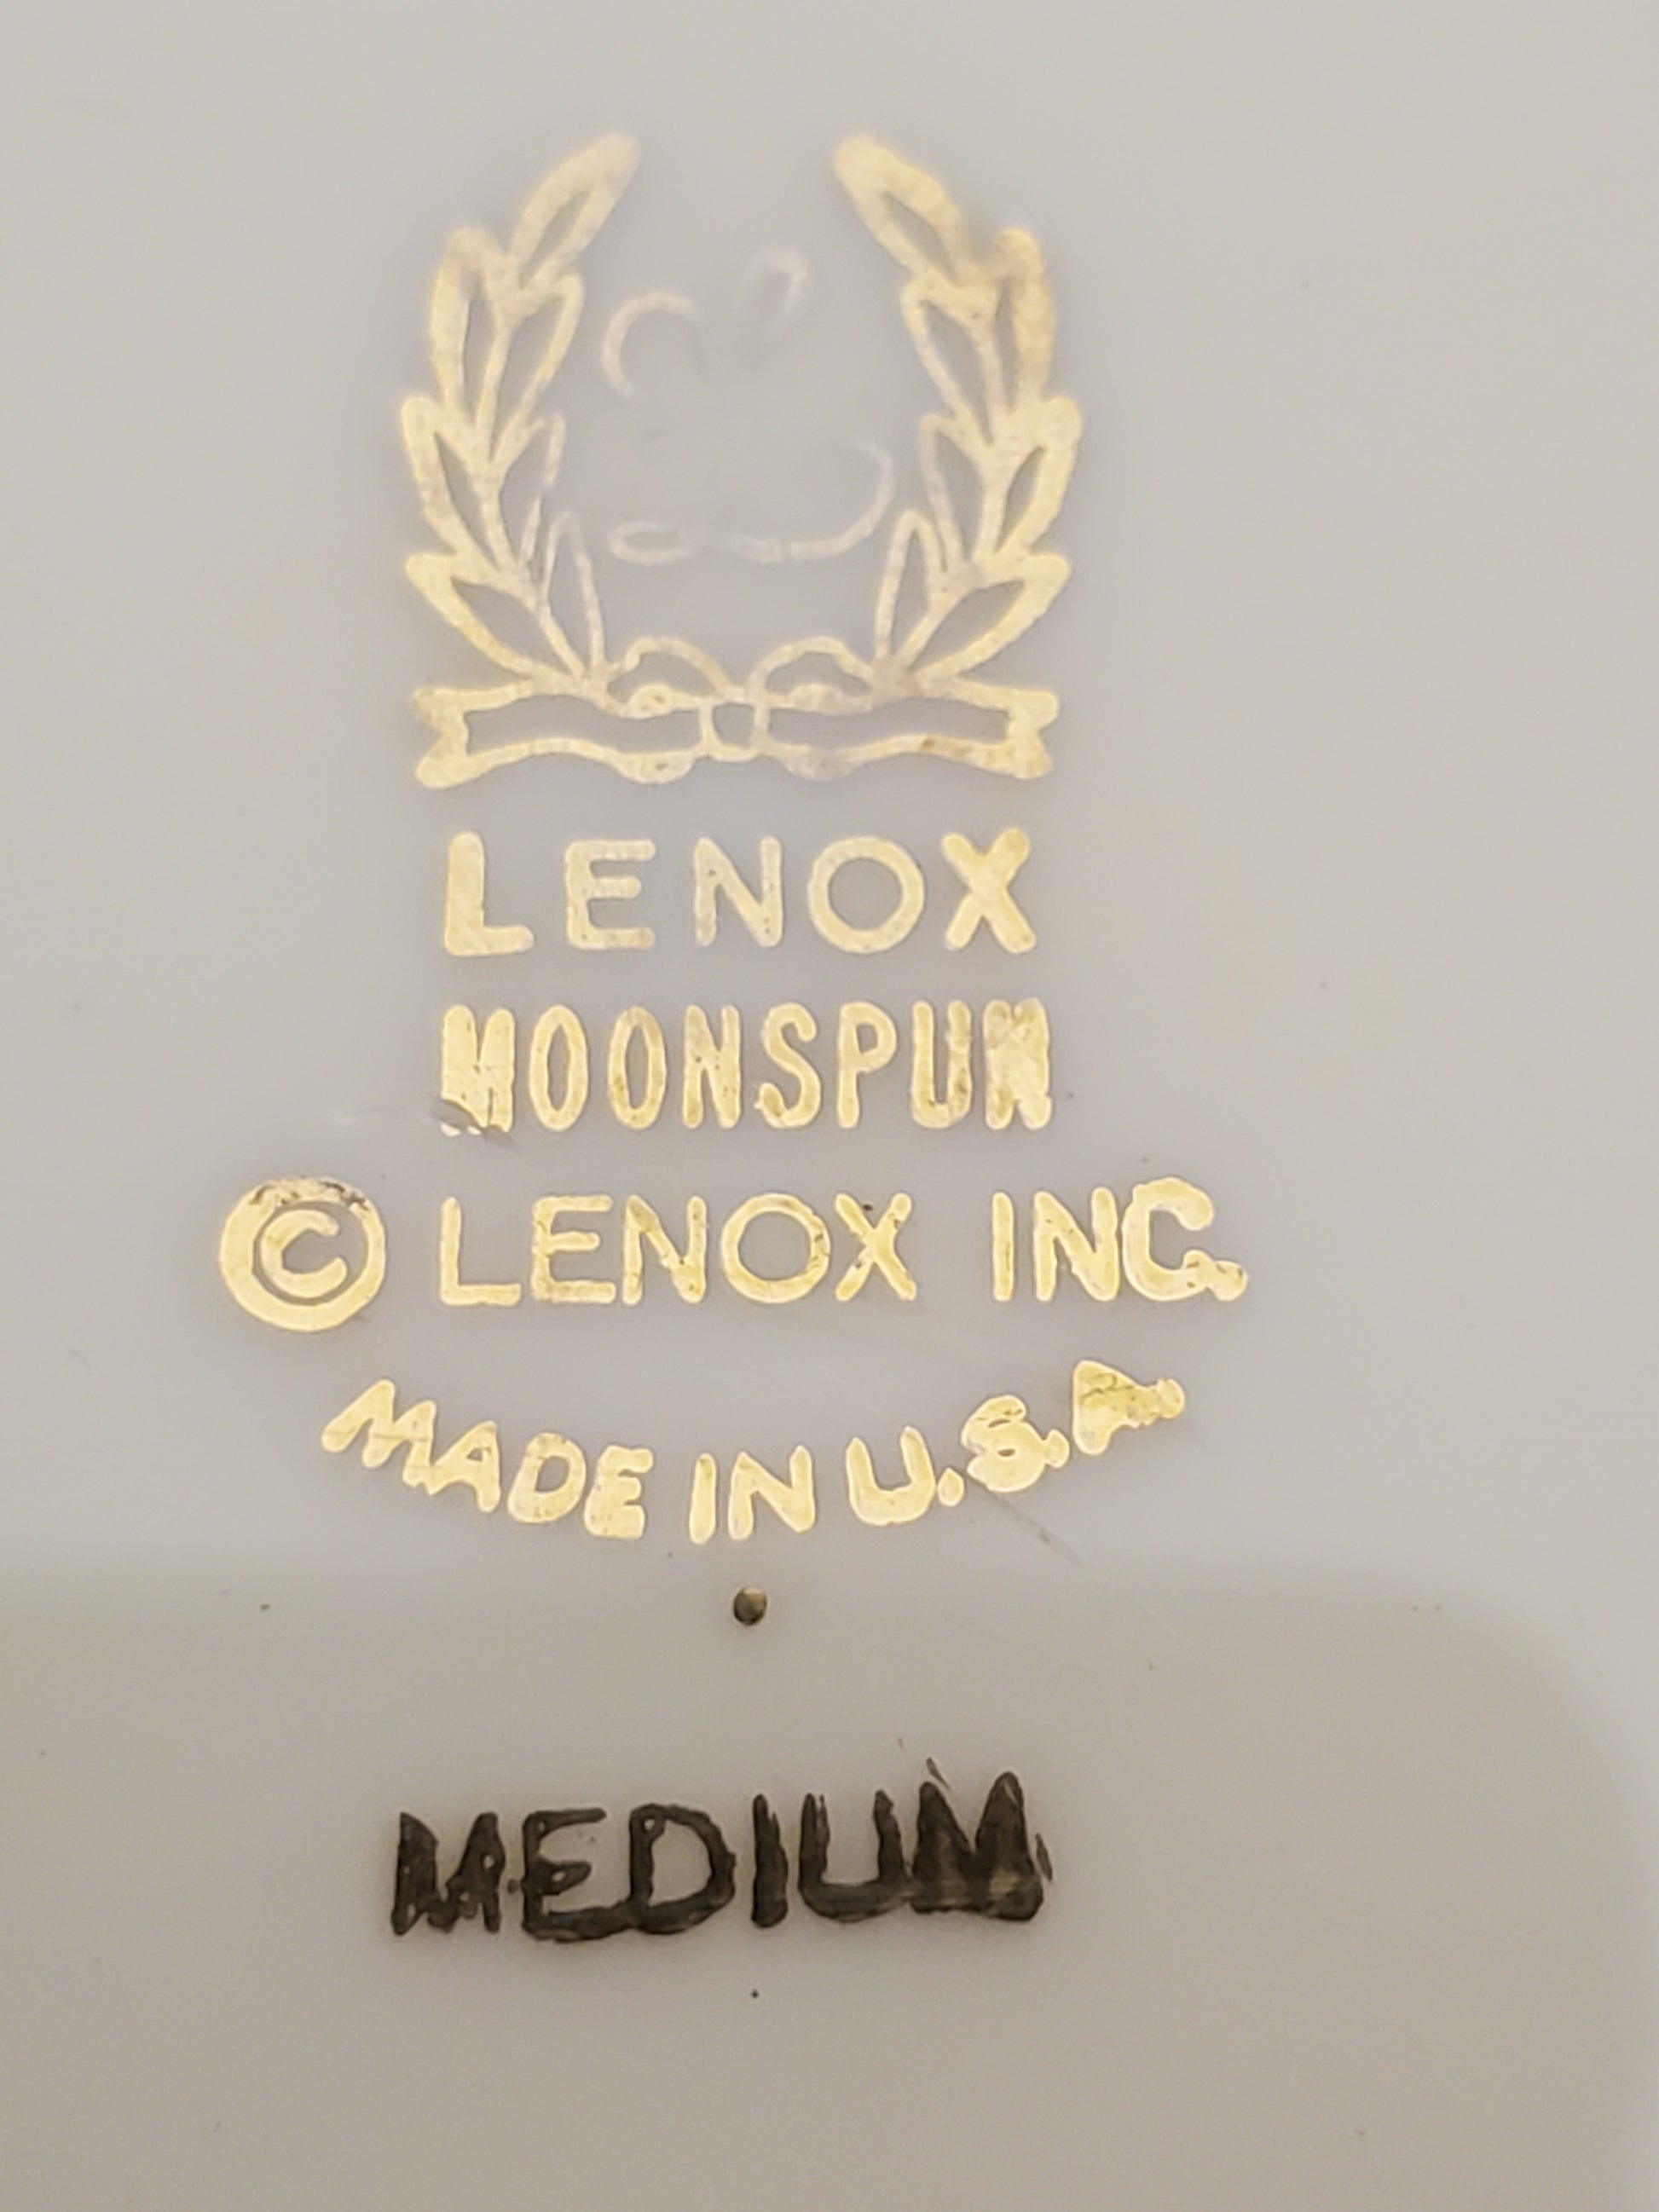 LENOX
MOONSPUN
© LENOX INC.
MADE IN U.S.A.
MEDIUM